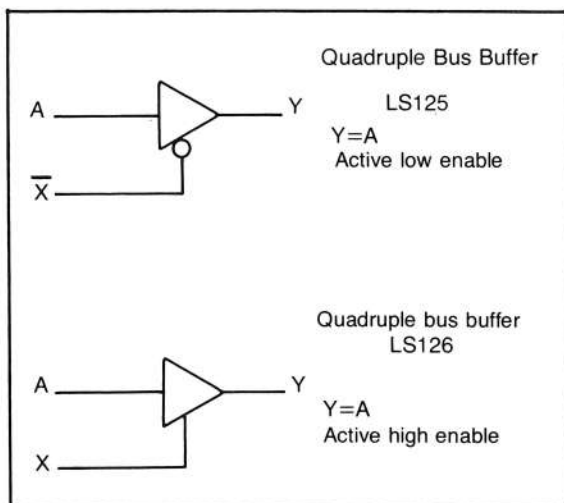 Quadruple Bus Buffer
LS125
A
Y
Y=A
Active low enable
X̅
Quadruple bus buffer
LS126
A
Y
Y=A
Active high enable
X